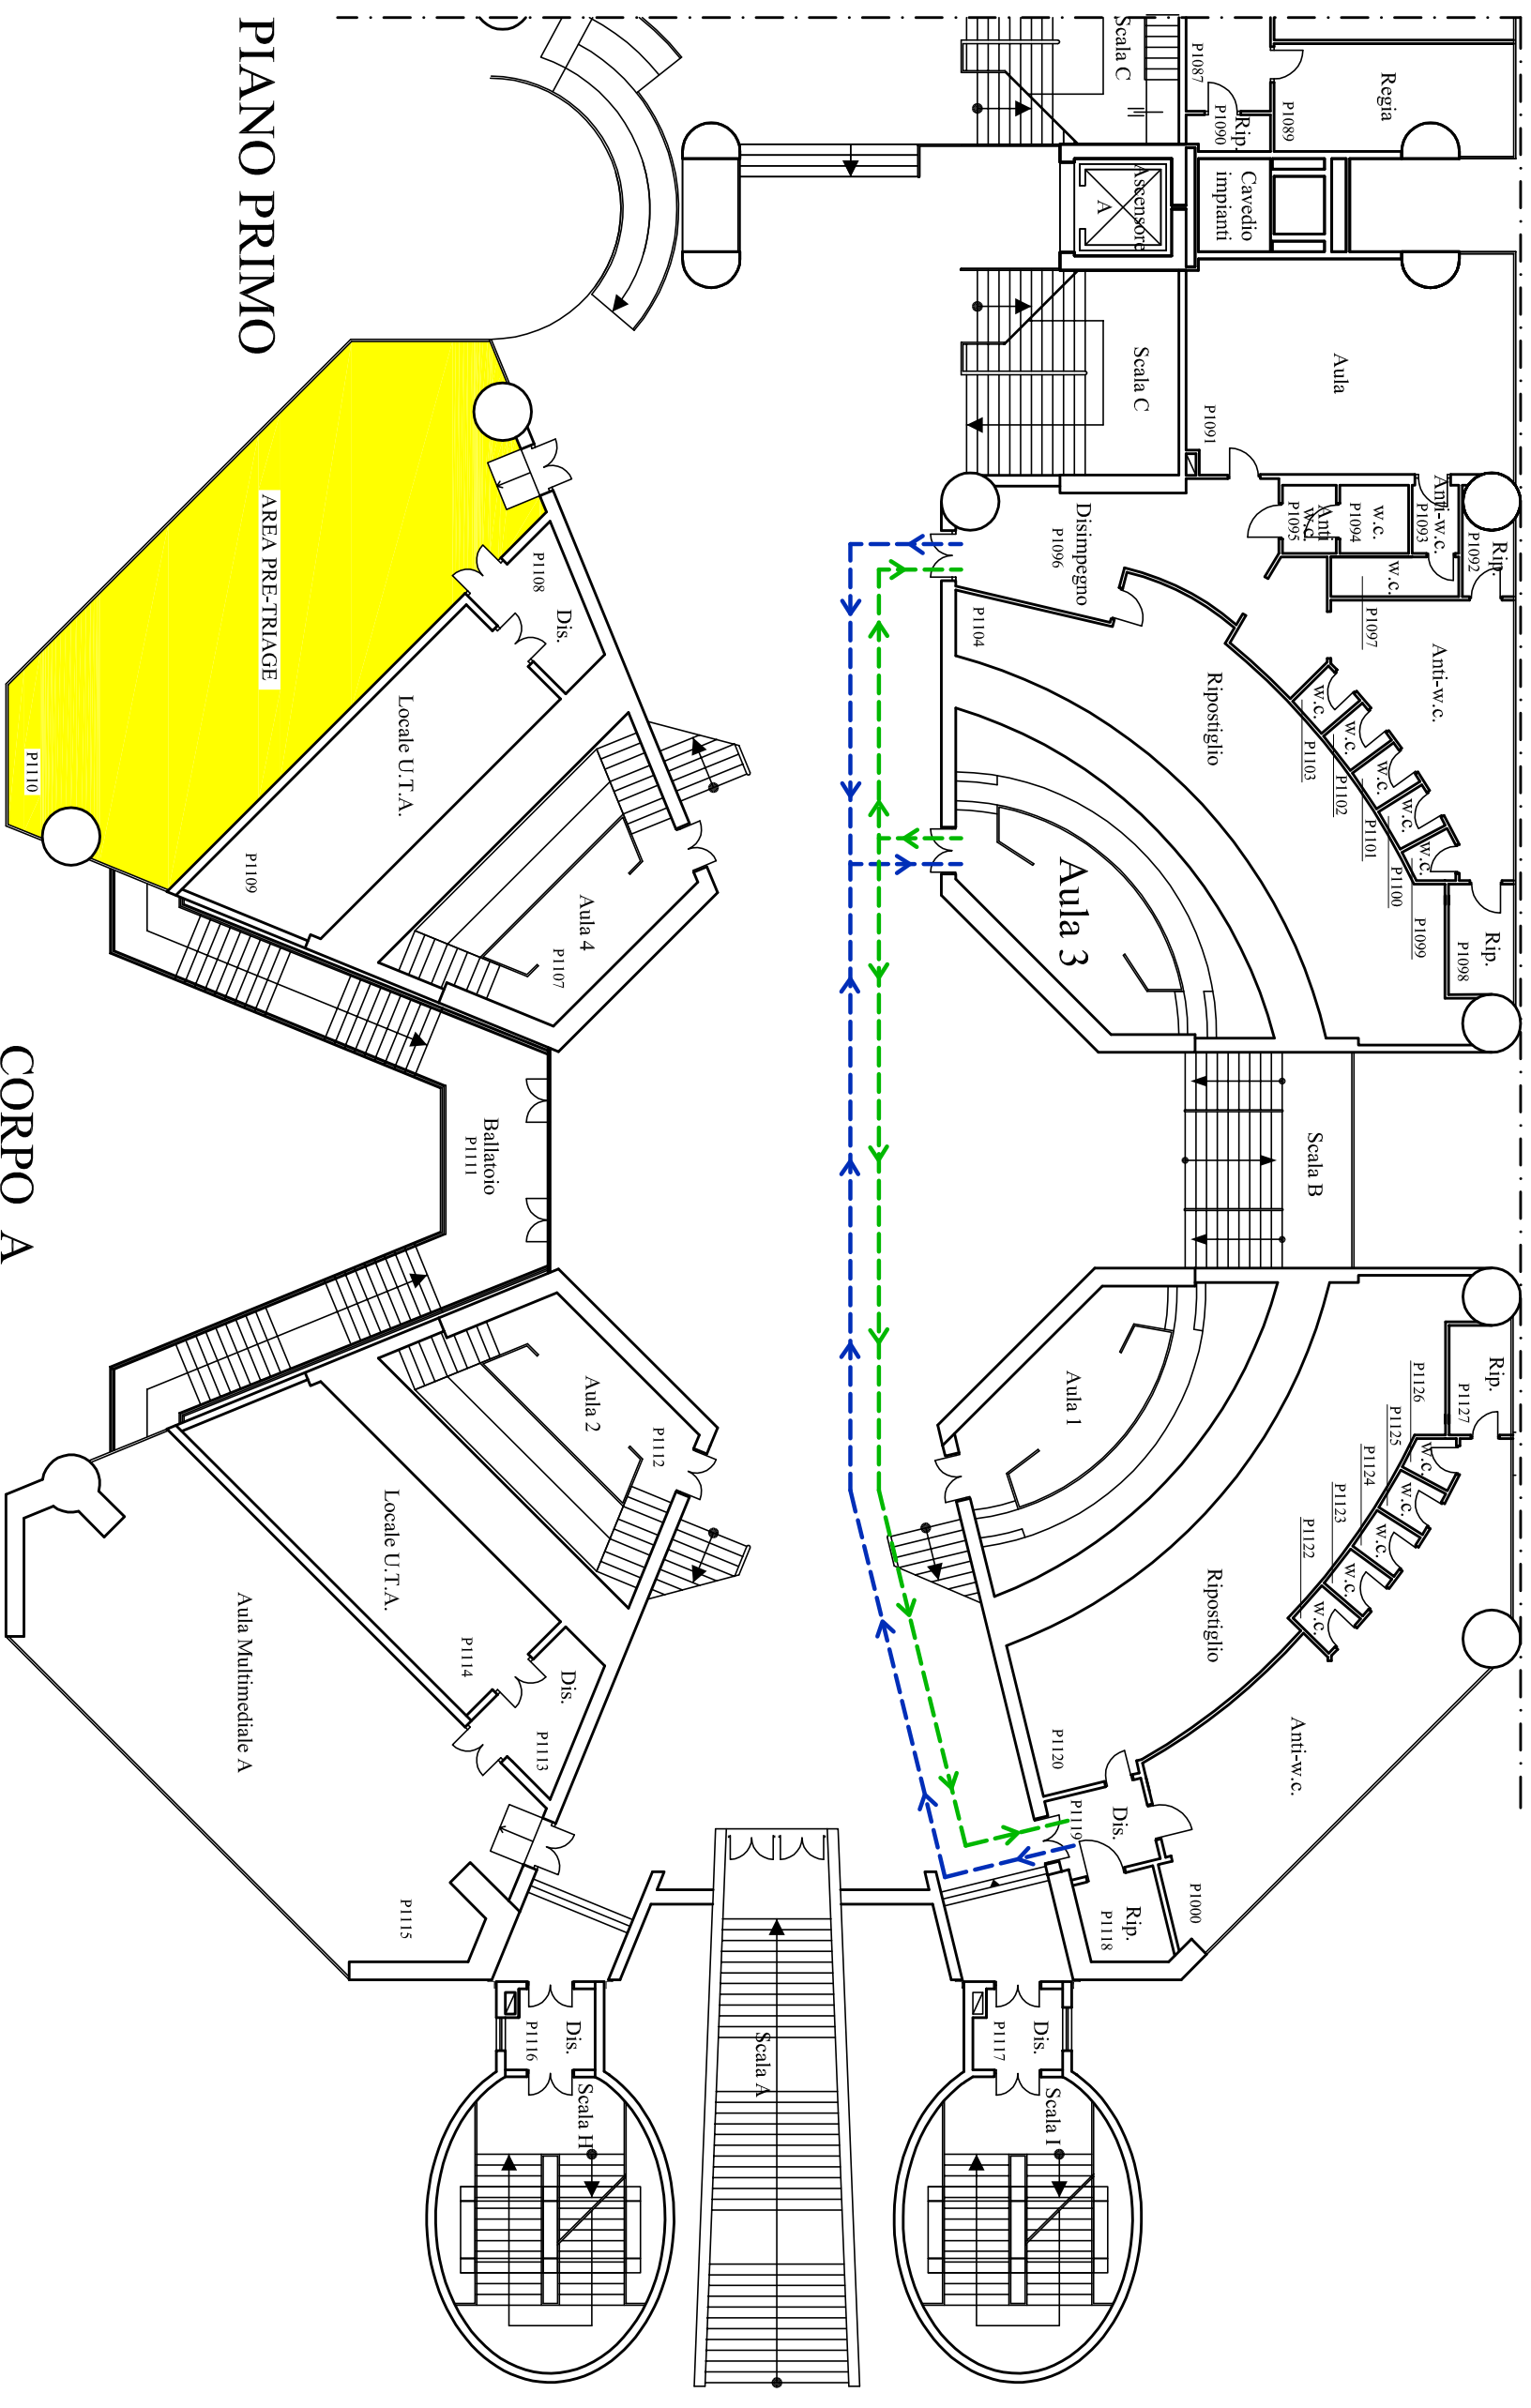 Regia
P1089
P1087
Rip.
P1090
Scala C
Cavedio
impianti
Ascensore
A
Aula
P1091
Scala C
Rip.
P1092
Anti-w.c.
P1093
w.c.
P1094
Anti
w.c.
P1095
w.c.
P1097
Disimpegno
P1096
Anti-w.c.
w.c.
P1103
w.c.
P1102
w.c.
P1101
w.c.
P1100
w.c.
P1099
Rip.
P1098
Ripostiglio
P1104
Aula 3
Scala B
Rip.
P1127
w.c.
P1126
w.c.
P1125
w.c.
P1124
w.c.
P1123
w.c.
P1122
Aula 1
Ripostiglio
P1120
Anti-w.c.
P1119
Dis.
P1000
Rip.
P1118
Dis.
P1117
Scala I
Scala A
Dis.
P1116
Scala H
PIANO PRIMO
AREA PRE-TRIAGE
P1110
P1108
Dis.
Locale U.T.A.
P1109
Aula 4
P1107
Ballatoio
P1111
CORPO A
Aula 2
P1112
Locale U.T.A.
P1114
Dis.
P1113
Aula Multimediale A
P1115